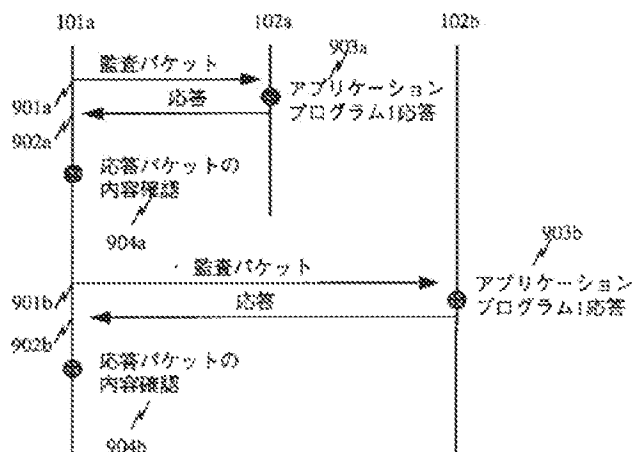 101a 102a 102b
903a
監査パケット
アプリケーション
プログラム1応答
901a
応答
902a
応答パケットの
内容確認
904a
903b
監査パケット
アプリケーション
プログラム1応答
901b
応答
902b
応答パケットの
内容確認
904b